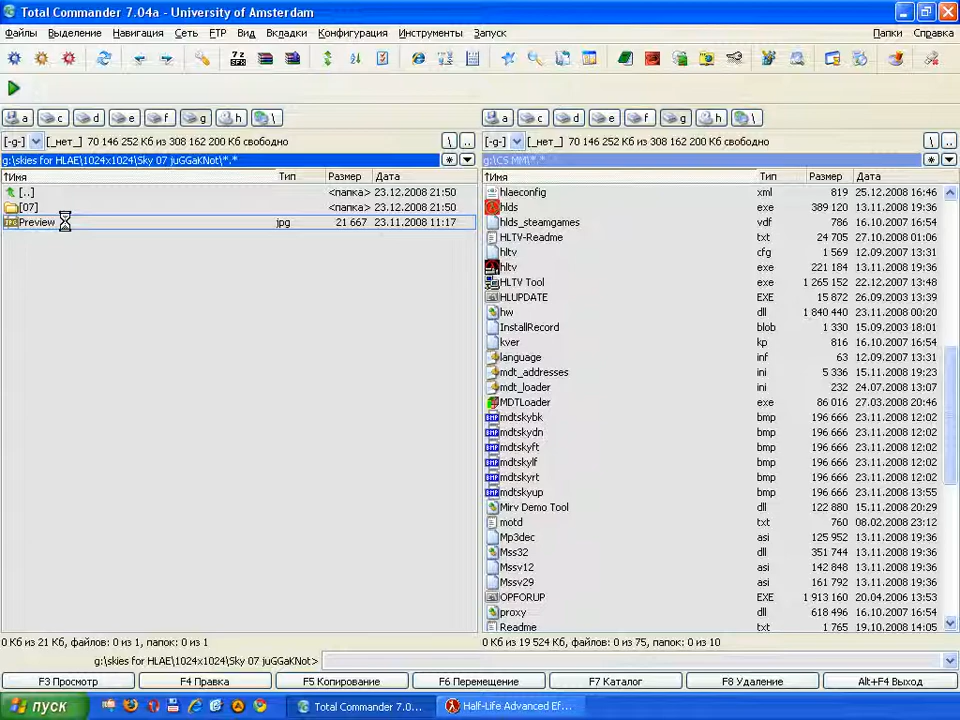 Total Commander 7.04a - University of Amsterdam
Файлы Выделение Навигация Сеть FTP Вид Вкладки Конфигурация Инструменты Запуск Папки Справка
a c d e f g h \ a c d e f g h \
[-g-] [_нет_] 70 146 252 Кб из 308 162 200 Кб свободно \ .. [-g-] [_нет_] 70 146 252 Кб из 308 162 200 Кб свободно \ ..
g:\skies for HLAE\1024x1024\Sky 07 juGGaKNot\*.* * g:\CS MM\*.* *
Имя Тип Размер Дата Имя Тип Размер Дата
[..] <папка> 23.12.2008 21:50
[07] <папка> 23.12.2008 21:50
Preview jpg 21 667 23.11.2008 11:17
hlaeconfig xml 819 25.12.2008 16:46
hlds exe 389 120 13.11.2008 19:36
hlds_steamgames vdf 786 16.10.2007 16:54
HLTV-Readme txt 24 705 27.10.2008 01:06
hltv cfg 1 569 12.09.2007 13:31
hltv exe 221 184 13.11.2008 19:36
HLTV Tool exe 1 265 152 22.12.2007 13:48
HLUPDATE EXE 15 872 26.09.2003 13:39
hw dll 1 840 440 23.11.2008 00:20
InstallRecord blob 1 330 15.09.2003 18:01
kver kp 816 16.10.2007 16:54
language inf 63 12.09.2007 13:31
mdt_addresses ini 5 336 15.11.2008 19:23
mdt_loader ini 232 24.07.2008 13:07
MDTLoader exe 86 016 27.03.2008 20:46
mdtskybk bmp 196 666 23.11.2008 12:02
mdtskydn bmp 196 666 23.11.2008 12:02
mdtskyft bmp 196 666 23.11.2008 12:02
mdtskylf bmp 196 666 23.11.2008 12:02
mdtskyrt bmp 196 666 23.11.2008 12:02
mdtskyup bmp 196 666 23.11.2008 13:55
Mirv Demo Tool dll 122 880 15.11.2008 20:29
motd txt 760 08.02.2008 23:12
Mp3dec asi 125 952 13.11.2008 19:36
Mss32 dll 351 744 13.11.2008 19:36
Mssv12 asi 142 848 13.11.2008 19:36
Mssv29 asi 161 792 13.11.2008 19:36
OPFORUP EXE 1 913 160 20.04.2006 13:53
proxy dll 618 496 16.10.2007 16:54
Readme txt 1 765 19.10.2008 14:05
0 Кб из 21 Кб, файлов: 0 из 1, папок: 0 из 1 0 Кб из 19 524 Кб, файлов: 0 из 75, папок: 0 из 10
g:\skies for HLAE\1024x1024\Sky 07 juGGaKNot>
F3 Просмотр F4 Правка F5 Копирование F6 Перемещение F7 Каталог F8 Удаление Alt+F4 Выход
пуск Total Commander 7.0... Half-Life Advanced Ef...